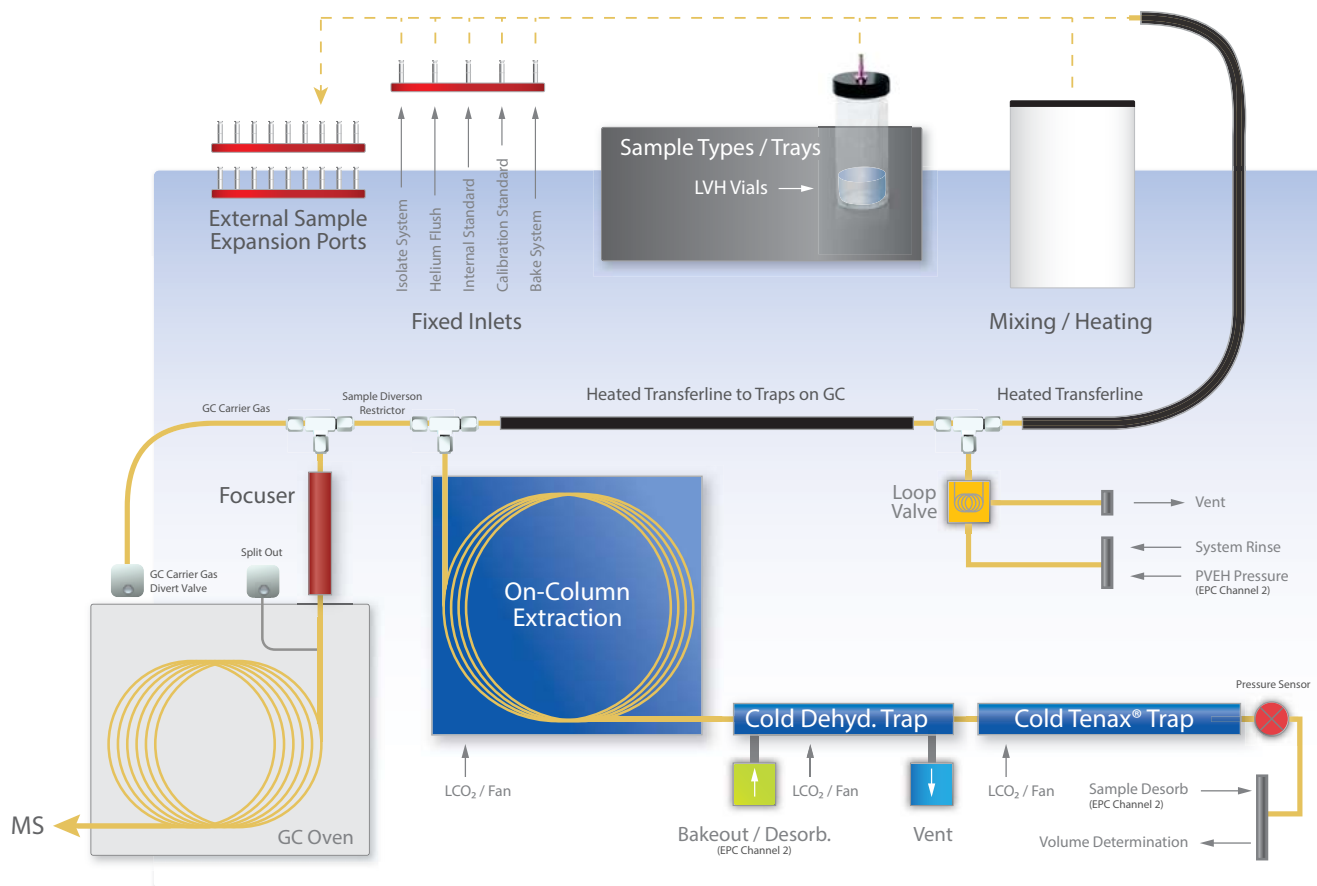 Sample Types / Trays
LVH Vials
External Sample
Expansion Ports
Isolate System
Helium Flush
Internal Standard
Calibration Standard
Bake System
Fixed Inlets
Mixing / Heating
GC Carrier Gas
Sample Diverson
Restrictor
Heated Transferline to Traps on GC
Heated Transferline
Focuser
Loop
Valve
Vent
System Rinse
PVEH Pressure
(EPC Channel 2)
Split Out
GC Carrier Gas
Divert Valve
On-Column
Extraction
Pressure Sensor
Cold Dehyd. Trap
Cold Tenax® Trap
LCO₂ / Fan
LCO₂ / Fan
LCO₂ / Fan
Sample Desorb
(EPC Channel 2)
MS
GC Oven
Bakeout / Desorb.
(EPC Channel 2)
Vent
Volume Determination